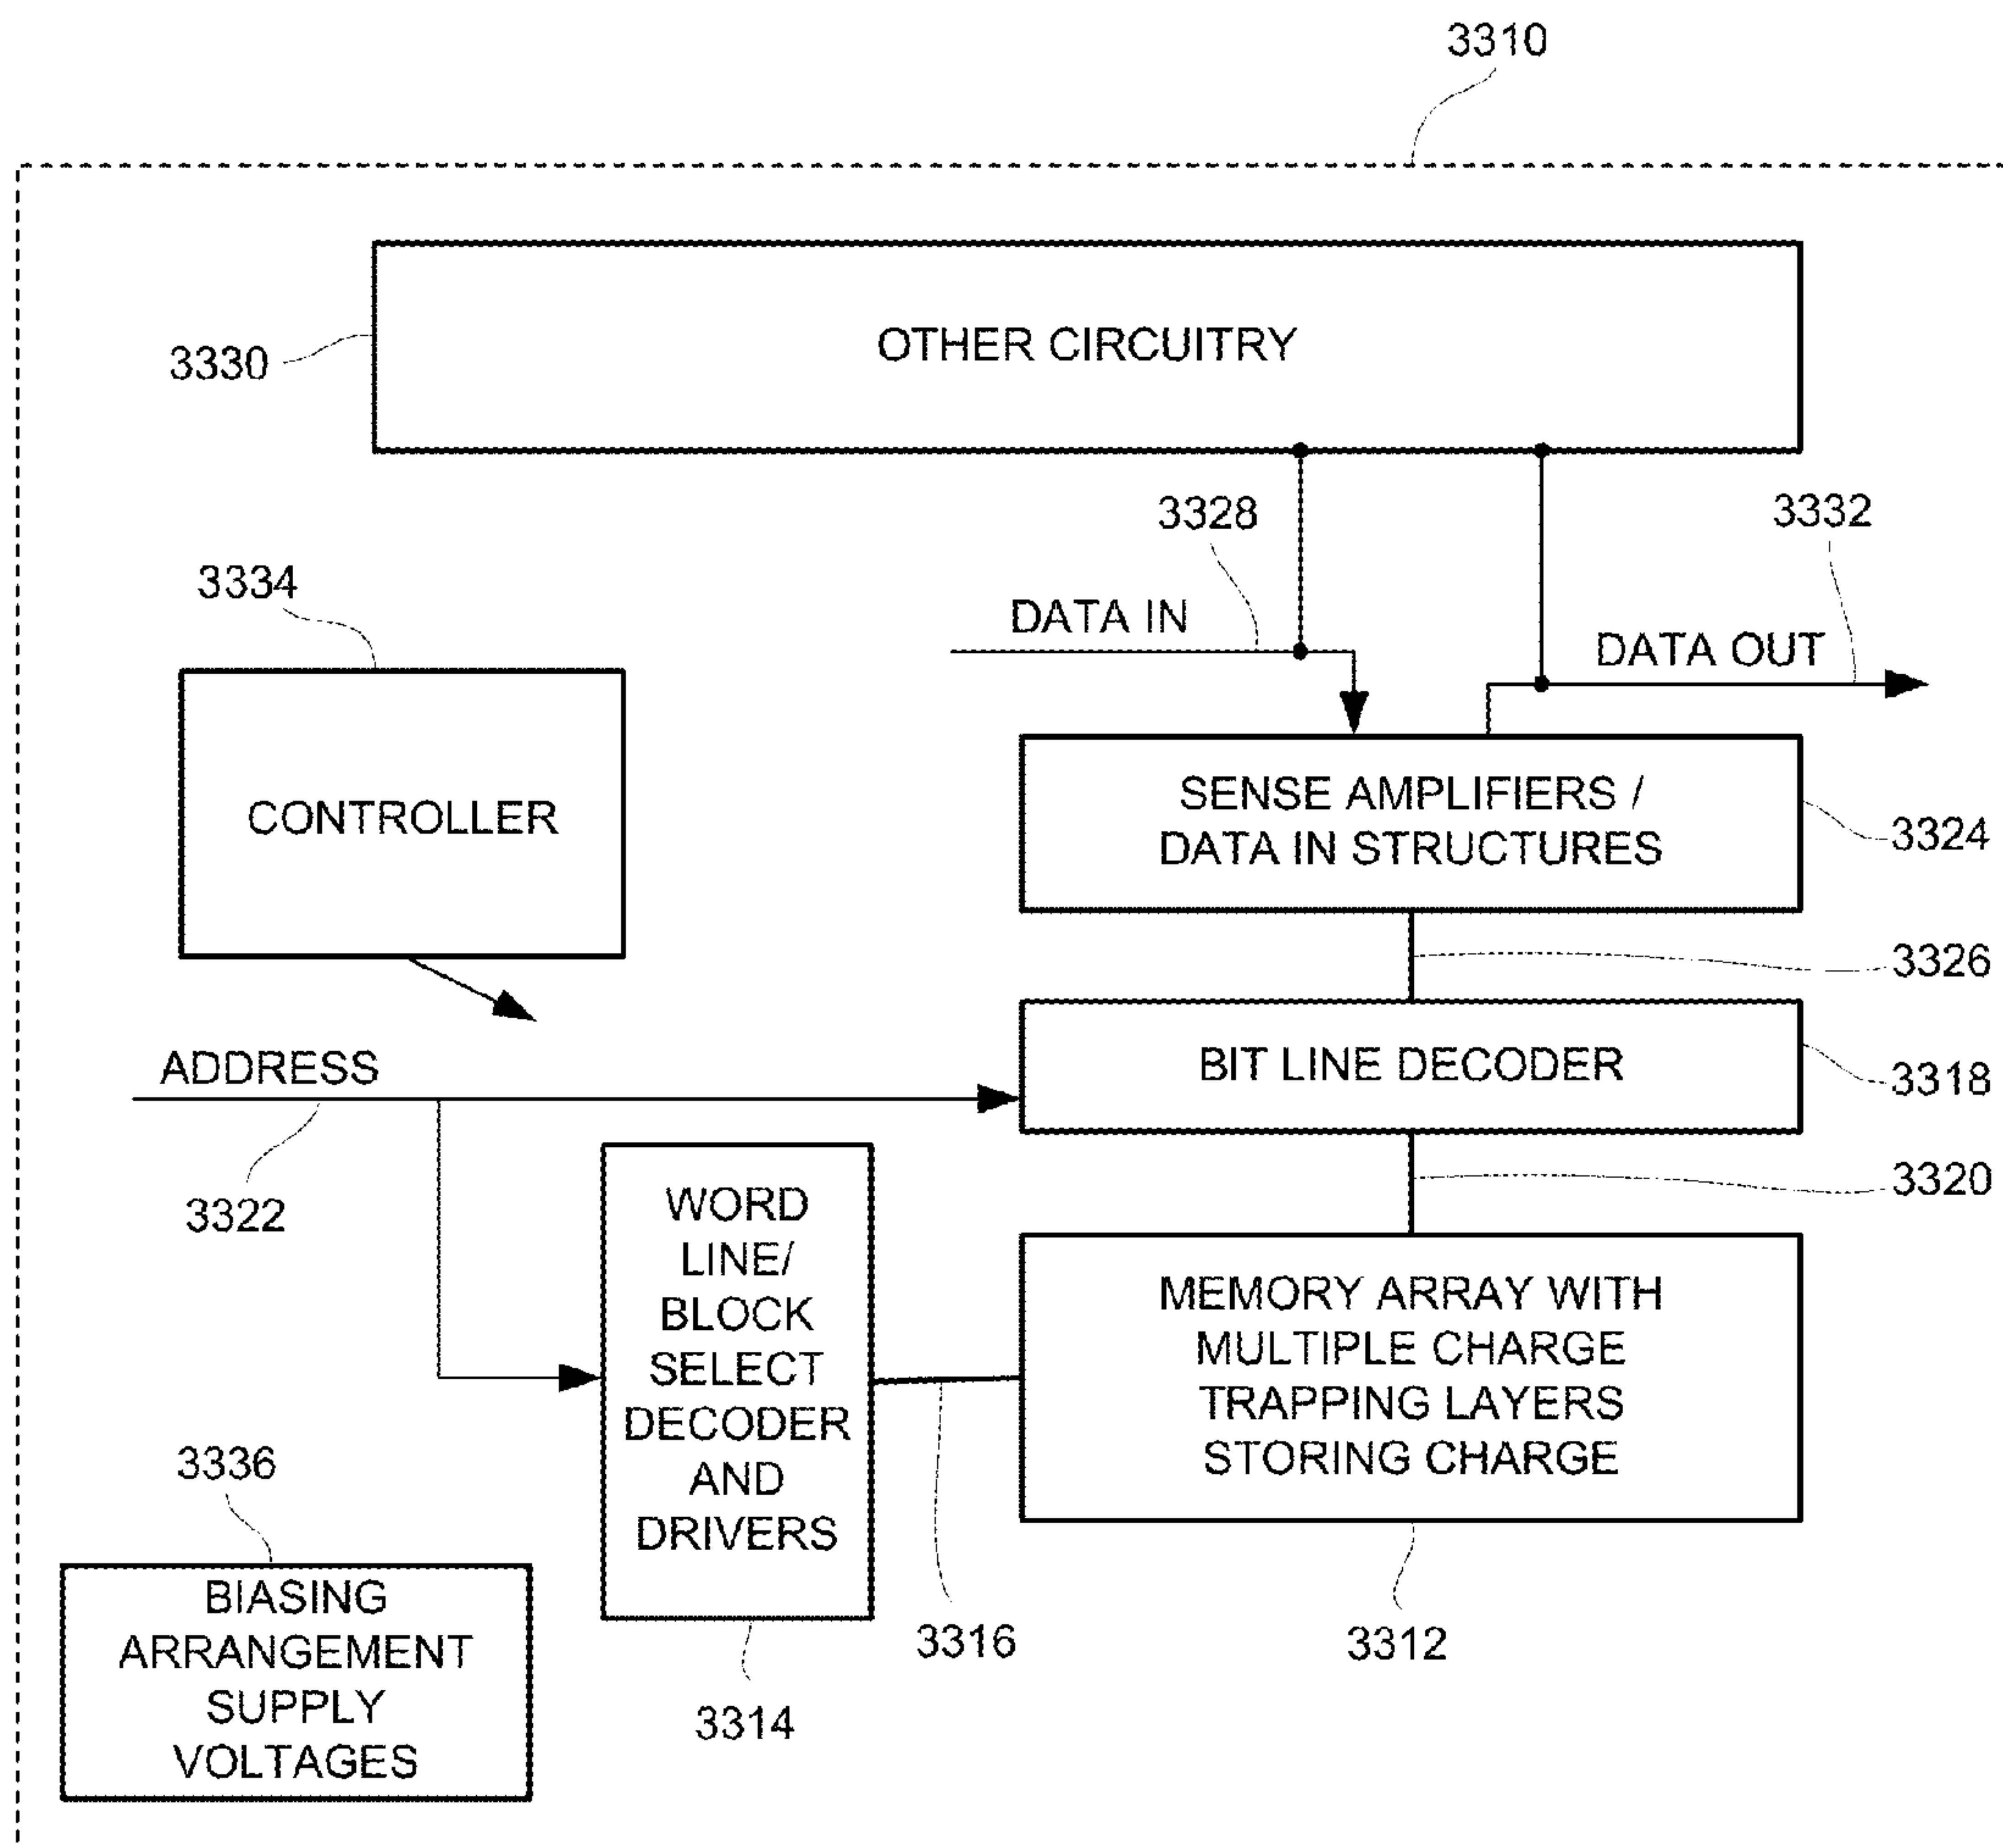 3310
OTHER CIRCUITRY
3330
3328
3332
3334
DATA IN
DATA OUT
CONTROLLER
SENSE AMPLIFIERS /
DATA IN STRUCTURES
3324
3326
ADDRESS
BIT LINE DECODER
3318
3322
3320
WORD
LINE/
BLOCK
SELECT
DECODER
AND
DRIVERS
MEMORY ARRAY WITH
MULTIPLE CHARGE
TRAPPING LAYERS
STORING CHARGE
3336
3316
3312
3314
BIASING
ARRANGEMENT
SUPPLY
VOLTAGES